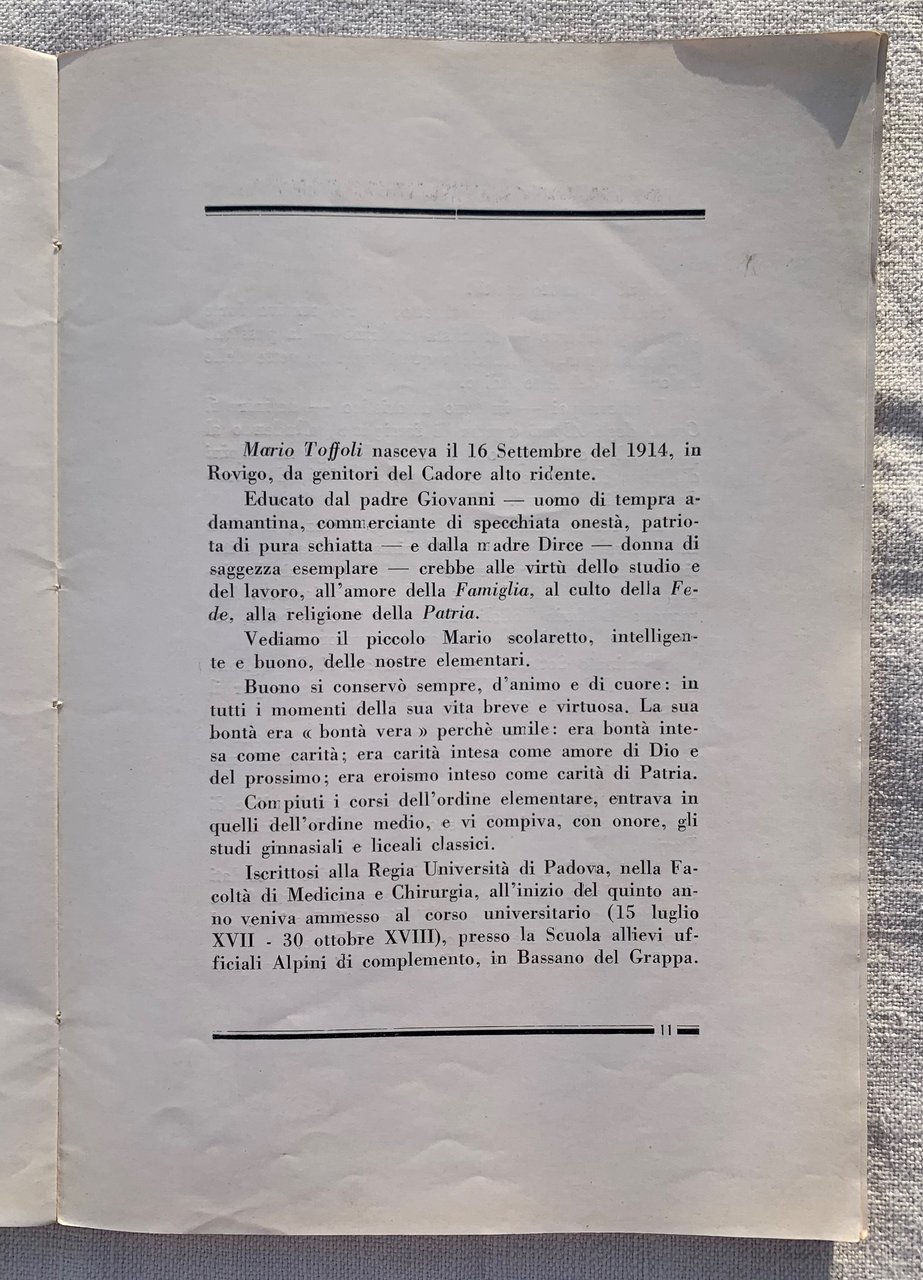 Mario Toffoli nasceva il 16 Settembre del 1914, in
Rovigo, da genitori del Cadore alto ridente.
Educato dal padre Giovanni — uomo di tempra a-
damantina, commerciante di specchiata onestà, patrio-
ta di pura schiatta — e dalla madre Dirce — donna di
saggezza esemplare — crebbe alle virtù dello studio e
del lavoro, all'amore della Famiglia, al culto della Fe-
de, alla religione della Patria.
Vediamo il piccolo Mario scolaretto, intelligen-
te e buono, delle nostre elementari.
Buono si conservò sempre, d'animo e di cuore: in
tutti i momenti della sua vita breve e virtuosa. La sua
bontà era « bontà vera » perchè umile: era bontà inte-
sa come carità; era carità intesa come amore di Dio e
del prossimo; era eroismo inteso come carità di Patria.
Compiuti i corsi dell'ordine elementare, entrava in
quelli dell'ordine medio, e vi compiva, con onore, gli
studi ginnasiali e liceali classici.
Iscrittosi alla Regia Università di Padova, nella Fa-
coltà di Medicina e Chirurgia, all'inizio del quinto an-
no veniva ammesso al corso universitario (15 luglio
XVII - 30 ottobre XVIII), presso la Scuola allievi uf-
ficiali Alpini di complemento, in Bassano del Grappa.
11